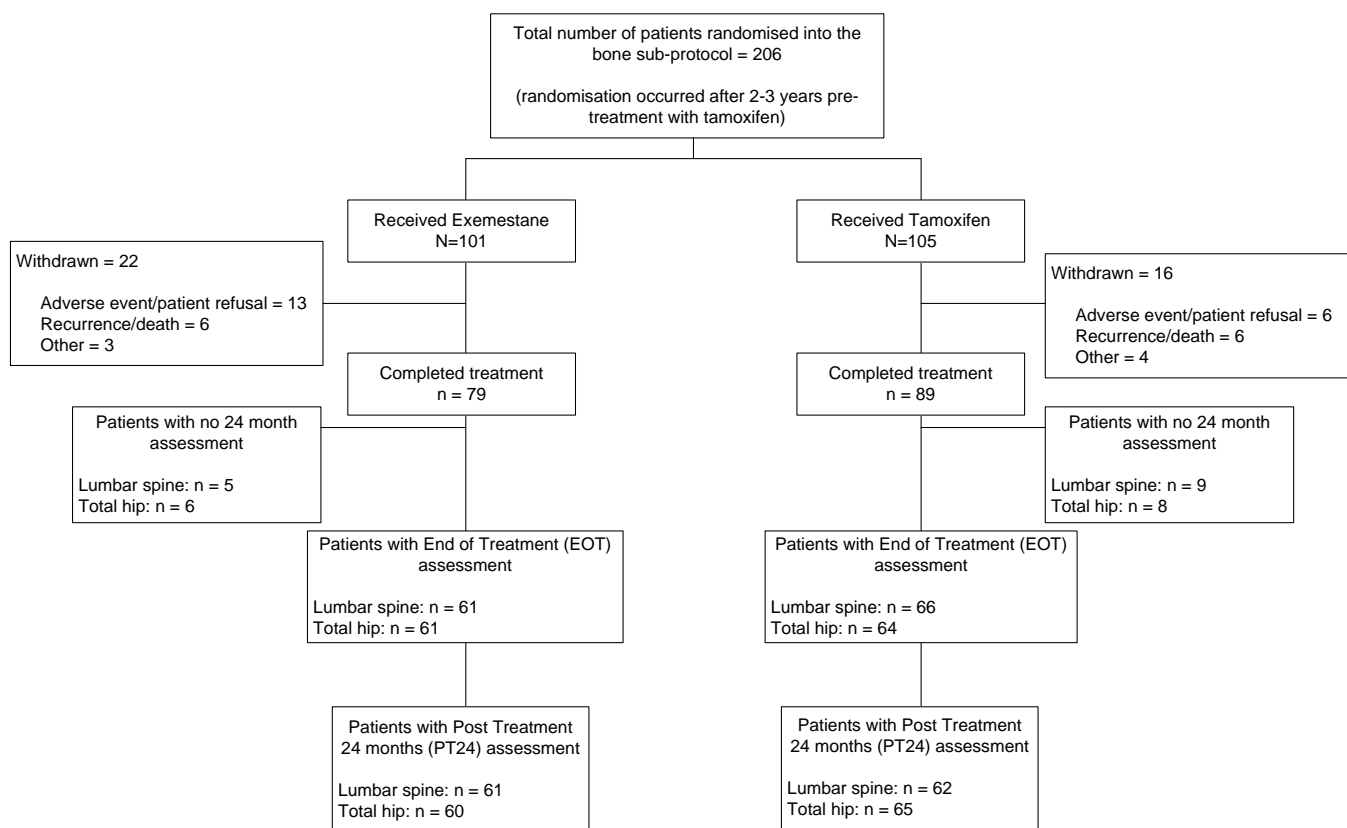 Total number of patients randomised into the
bone sub-protocol = 206
(randomisation occurred after 2-3 years pre-
treatment with tamoxifen)
Received Exemestane
N=101
Received Tamoxifen
N=105
Withdrawn = 22
Adverse event/patient refusal = 13
Recurrence/death = 6
Other = 3
Withdrawn = 16
Adverse event/patient refusal = 6
Recurrence/death = 6
Other = 4
Completed treatment
n = 79
Completed treatment
n = 89
Patients with no 24 month
assessment
Lumbar spine: n = 5
Total hip: n = 6
Patients with no 24 month
assessment
Lumbar spine: n = 9
Total hip: n = 8
Patients with End of Treatment (EOT)
assessment
Lumbar spine: n = 61
Total hip: n = 61
Patients with End of Treatment (EOT)
assessment
Lumbar spine: n = 66
Total hip: n = 64
Patients with Post Treatment
24 months (PT24) assessment
Lumbar spine: n = 61
Total hip: n = 60
Patients with Post Treatment
24 months (PT24) assessment
Lumbar spine: n = 62
Total hip: n = 65